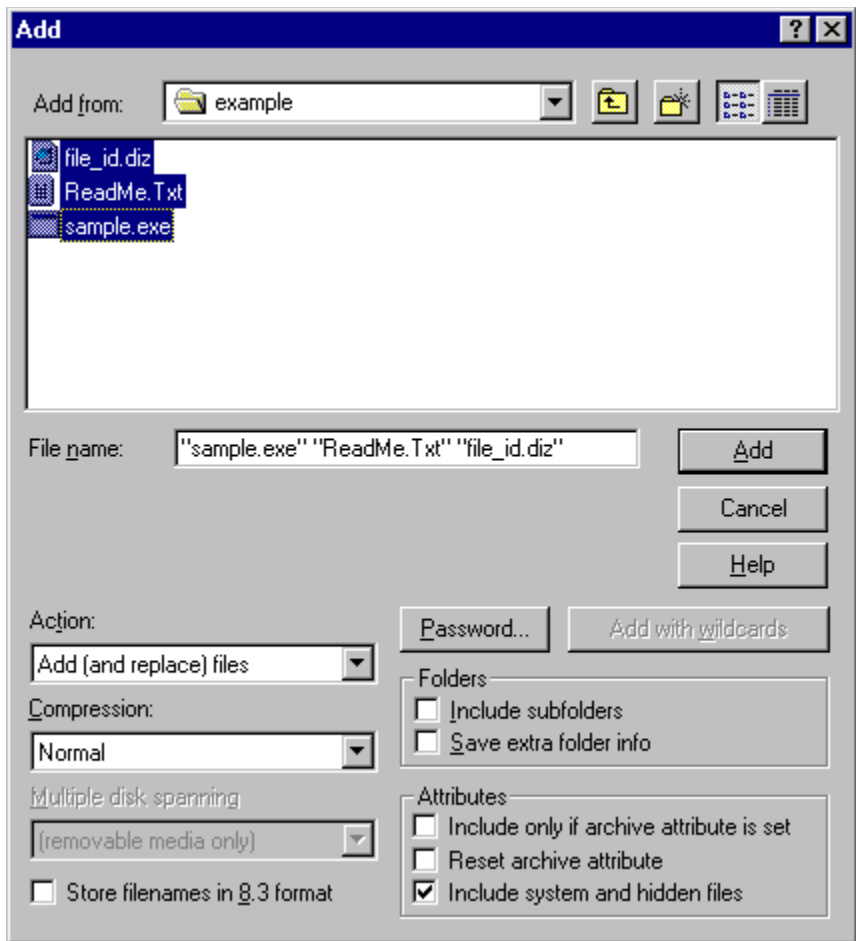 Add
Add from: example
file_id.diz
ReadMe.Txt
sample.exe
File name: "sample.exe" "ReadMe.Txt" "file_id.diz"
Add
Cancel
Help
Action:
Add (and replace) files
Compression:
Normal
Multiple disk spanning
(removable media only)
Store filenames in 8.3 format
Password... Add with wildcards
Folders
Include subfolders
Save extra folder info
Attributes
Include only if archive attribute is set
Reset archive attribute
Include system and hidden files